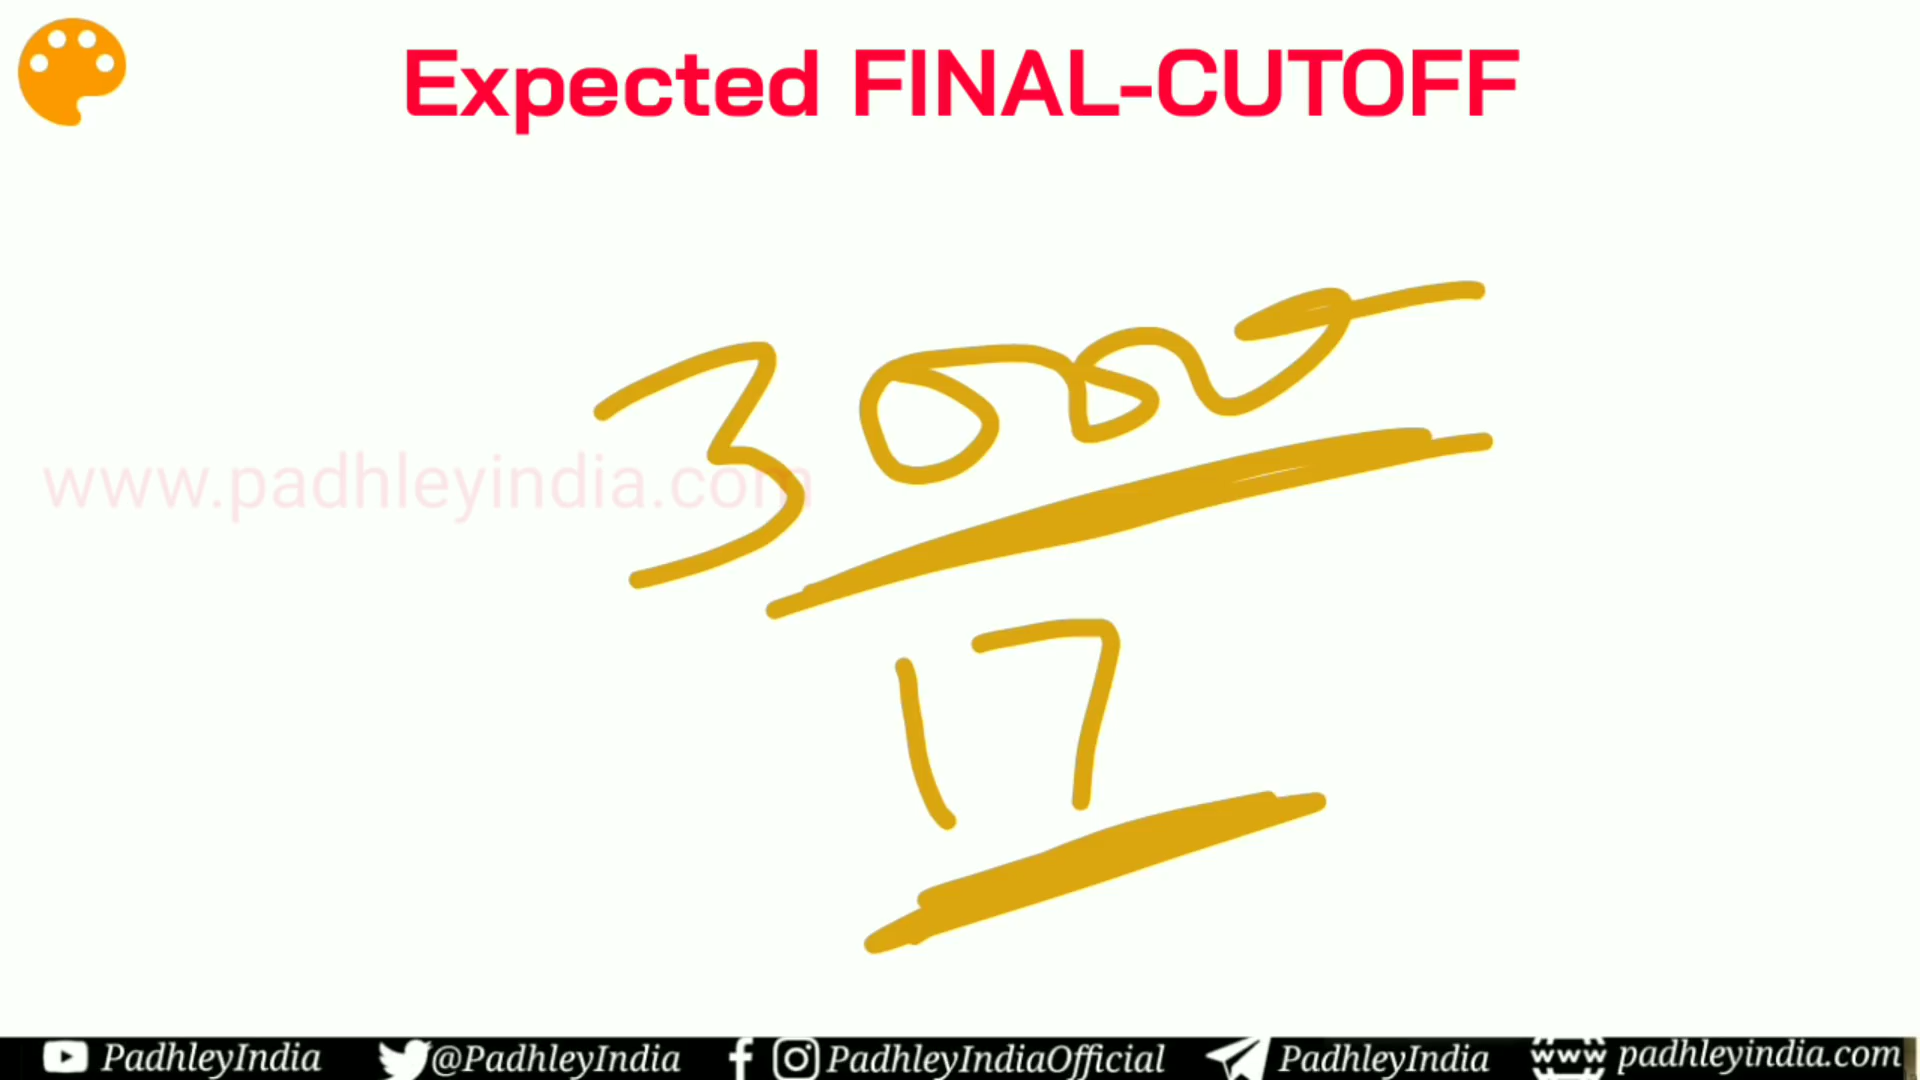 Expected FINAL-CUTOFF
3000
www.padhleyindia.com
17
PadhleyIndia @PadhleyIndia PadhleyIndiaOfficial PadhleyIndia www padhleyindia.com